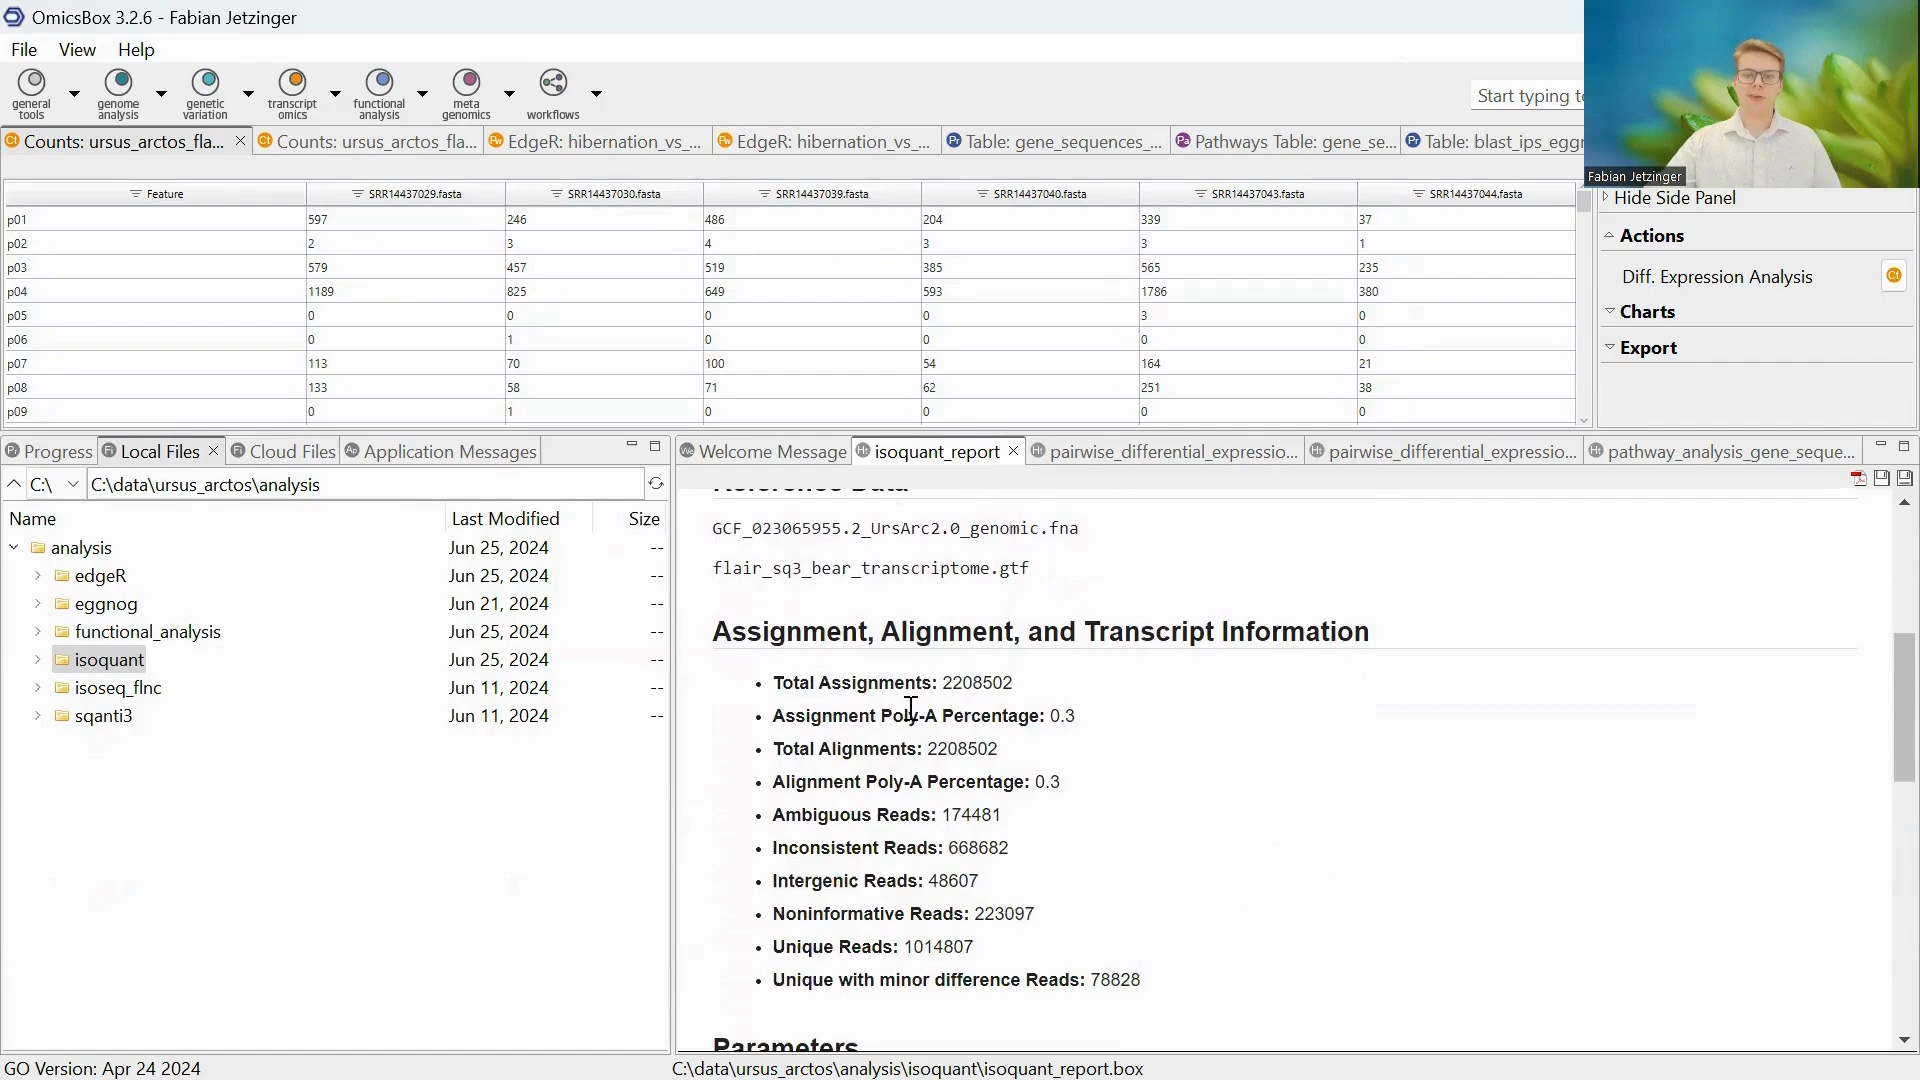 OmicsBox 3.2.6 - Fabian Jetzinger
File View Help
general tools
genome analysis
genetic variation
transcript omics
functional analysis
meta genomics
workflows
Start typing to
Fabian Jetzinger
Counts: ursus_arctos_fla...
Counts: ursus_arctos_fla...
EdgeR: hibernation_vs_...
EdgeR: hibernation_vs_...
Table: gene_sequences_...
Pathways Table: gene_se...
Table: blast_ips_eggn
Feature SRR14437029.fasta SRR14437030.fasta SRR14437039.fasta SRR14437040.fasta SRR14437043.fasta SRR14437044.fasta
p01 597 246 486 204 339 37
p02 2 3 4 3 3 1
p03 579 457 519 385 565 235
p04 1189 825 649 593 1786 380
p05 0 0 0 0 3 0
p06 0 1 0 0 0 0
p07 113 70 100 54 164 21
p08 133 58 71 62 251 38
p09 0 1 0 0 0 0
Hide Side Panel
Actions
Diff. Expression Analysis
Charts
Export
Progress Local Files Cloud Files Application Messages
C:\ C:\data\ursus_arctos\analysis
Name Last Modified Size
analysis Jun 25, 2024 --
edgeR Jun 25, 2024 --
eggnog Jun 21, 2024 --
functional_analysis Jun 25, 2024 --
isoquant Jun 25, 2024 --
isoseq_flnc Jun 11, 2024 --
sqanti3 Jun 11, 2024 --
Welcome Message isoquant_report pairwise_differential_expressio... pairwise_differential_expressio... pathway_analysis_gene_seque...
Reference Data
GCF_023065955.2_UrsArc2.0_genomic.fna
flair_sq3_bear_transcriptome.gtf
Assignment, Alignment, and Transcript Information
• Total Assignments: 2208502
• Assignment Poly-A Percentage: 0.3
• Total Alignments: 2208502
• Alignment Poly-A Percentage: 0.3
• Ambiguous Reads: 174481
• Inconsistent Reads: 668682
• Intergenic Reads: 48607
• Noninformative Reads: 223097
• Unique Reads: 1014807
• Unique with minor difference Reads: 78828
Parameters
GO Version: Apr 24 2024
C:\data\ursus_arctos\analysis\isoquant\isoquant_report.box